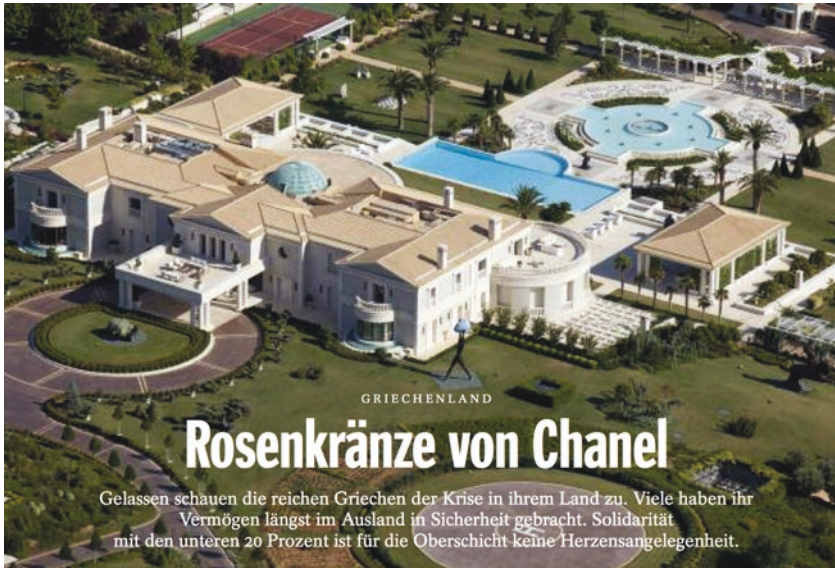 GRIECHENLAND
Rosenkränze von Chanel
Gelassen schauen die reichen Griechen der Krise in ihrem Land zu. Viele haben ihr
Vermögen längst im Ausland in Sicherheit gebracht. Solidarität
mit den unteren 20 Prozent ist für die Oberschicht keine Herzensangelegenheit.